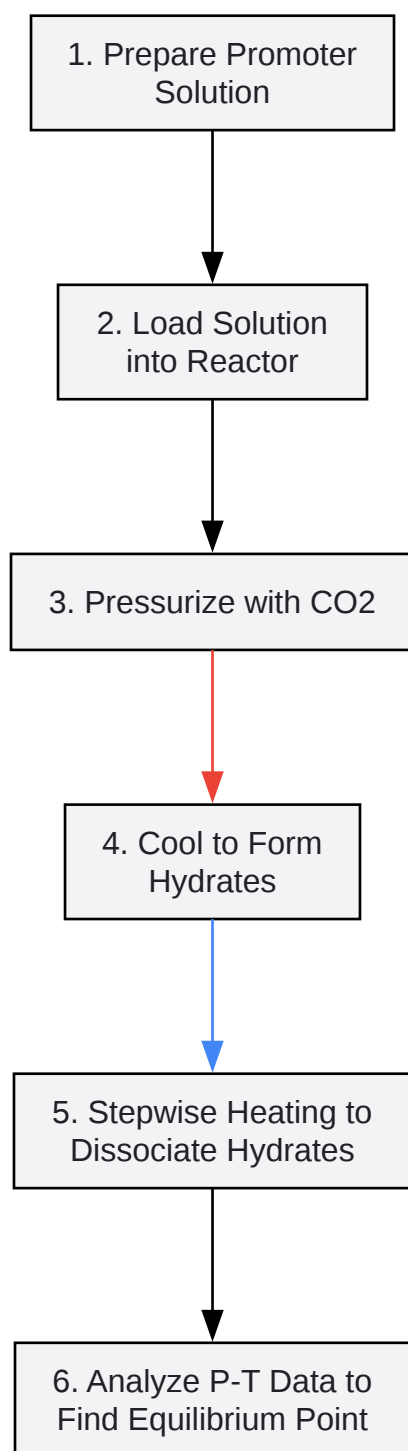 1. Prepare Promoter
Solution
2. Load Solution
into Reactor
3. Pressurize with CO2
4. Cool to Form
Hydrates
5. Stepwise Heating to
Dissociate Hydrates
6. Analyze P-T Data to
Find Equilibrium Point